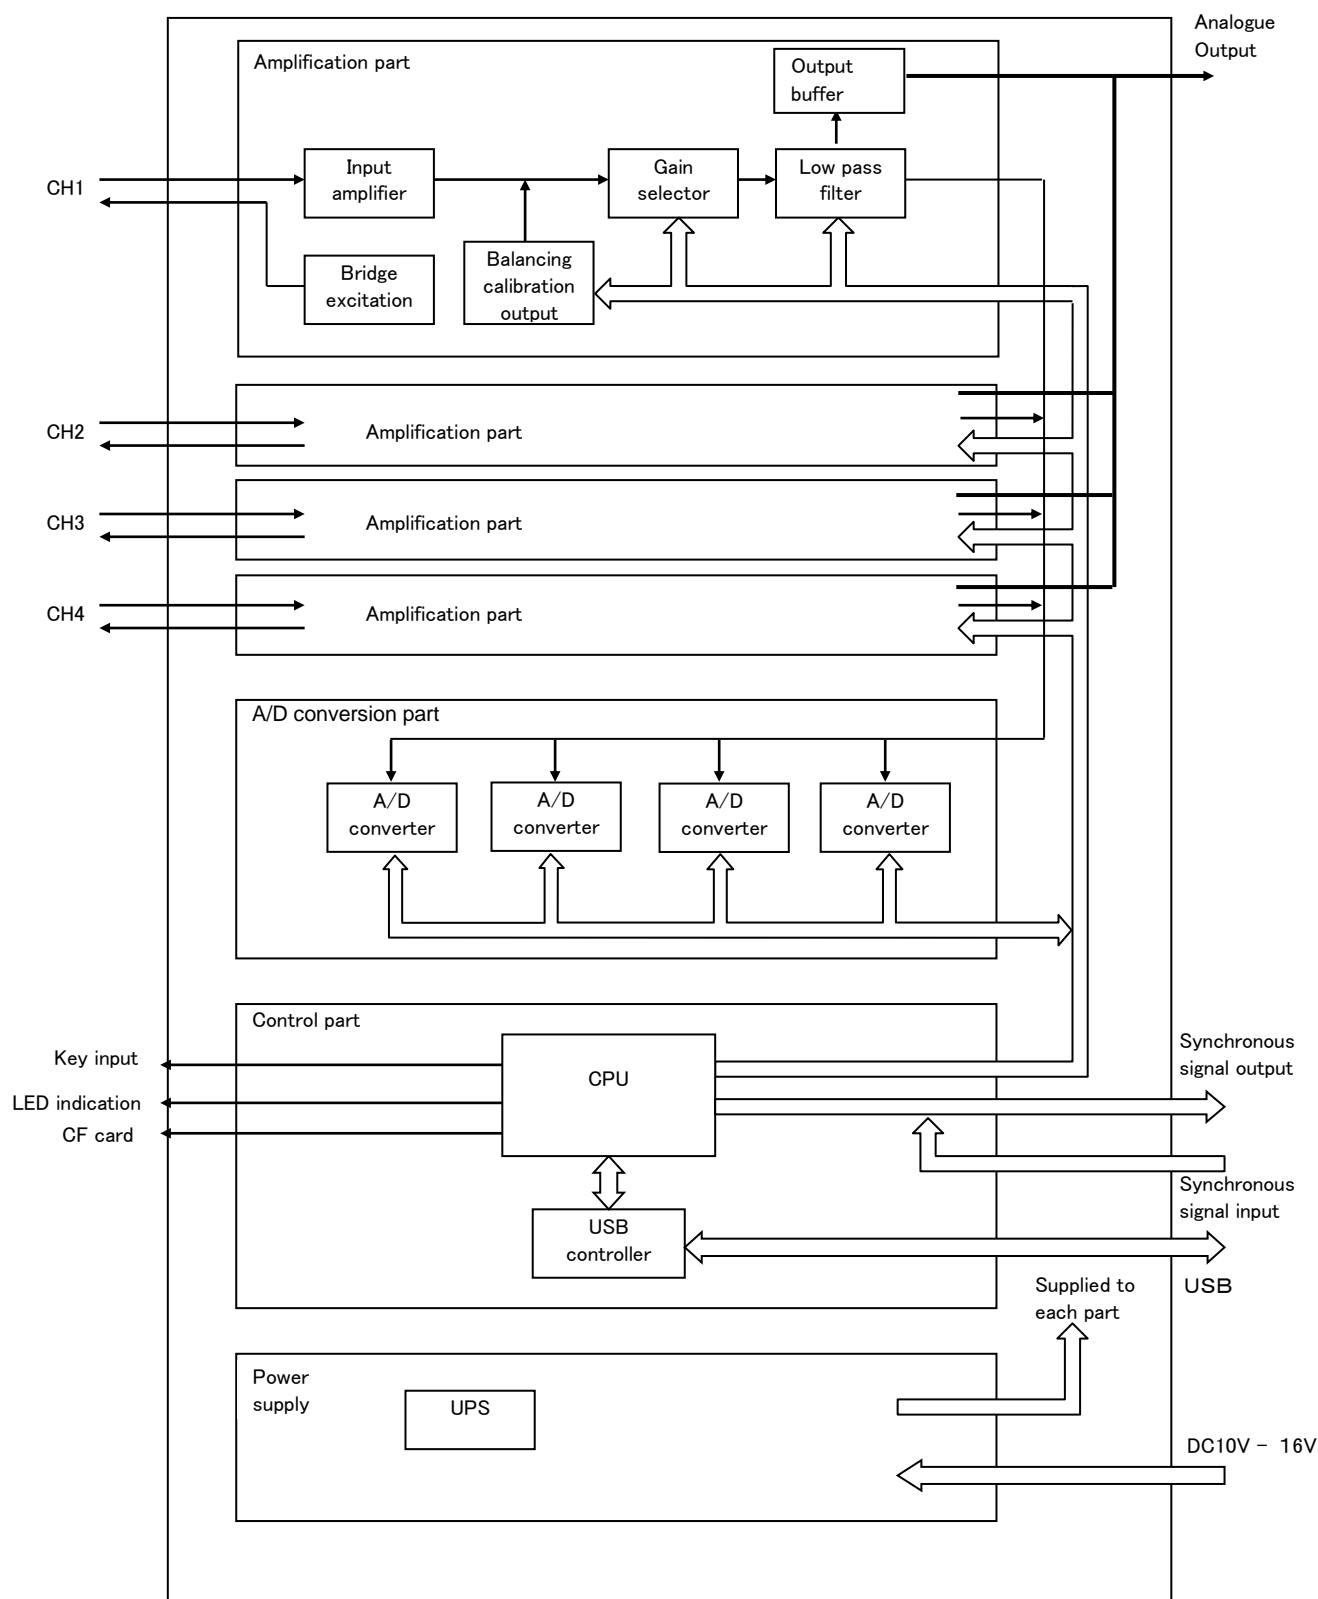 Analogue
Output
Amplification part
Output
buffer
CH1
Input
amplifier
Gain
selector
Low pass
filter
Bridge
excitation
Balancing
calibration
output
CH2
Amplification part
CH3
Amplification part
CH4
Amplification part
A/D conversion part
A/D
converter
A/D
converter
A/D
converter
A/D
converter
Control part
Key input
LED indication
CF card
CPU
Synchronous
signal output
Synchronous
signal input
USB
controller
USB
Supplied to
each part
Power
supply
UPS
DC10V - 16V